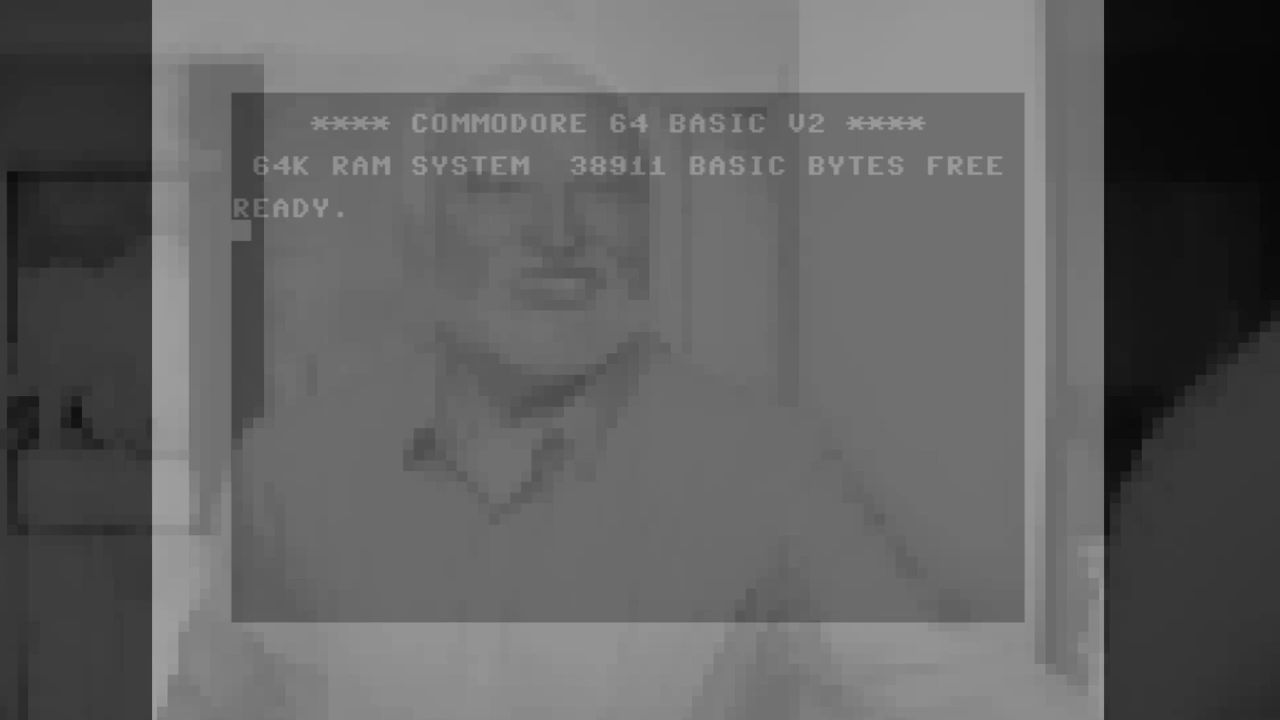 **** COMMODORE 64 BASIC V2 ****
64K RAM SYSTEM  38911 BASIC BYTES FREE
READY.